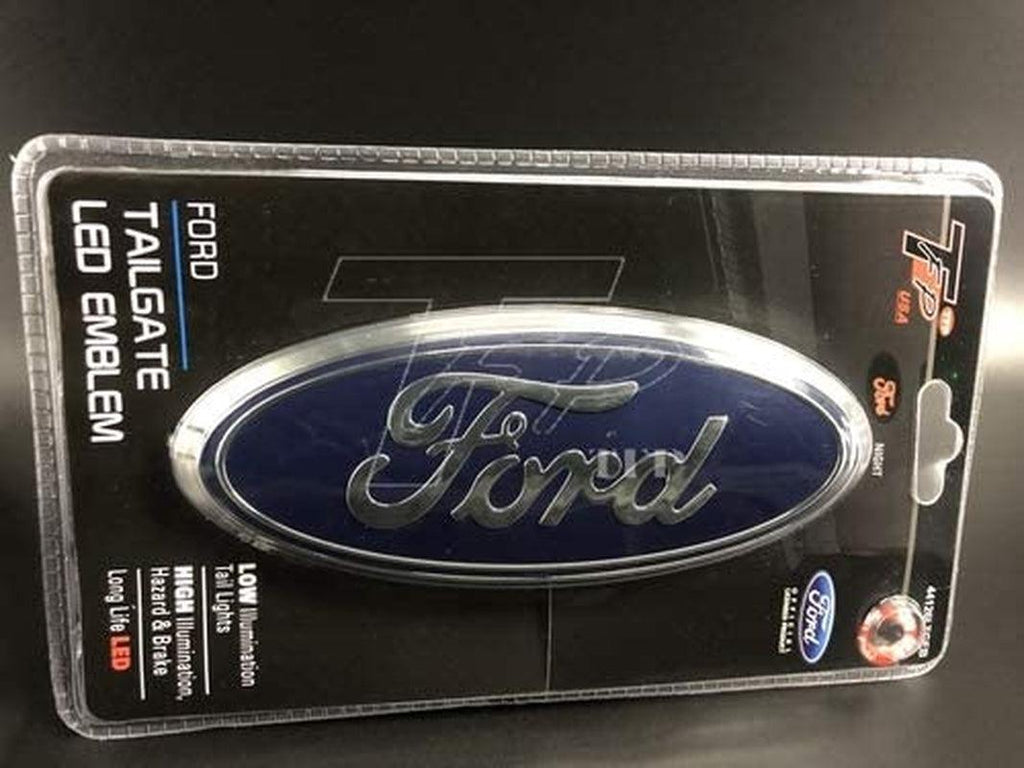 TFP
USA
Ford
NIGHT
Ford
FORD
TAILGATE
LED EMBLEM
LOW Illumination
Tail Lights
HIGH Illumination,
Hazard & Brake
Long Life LED
Ford
OFFICIAL